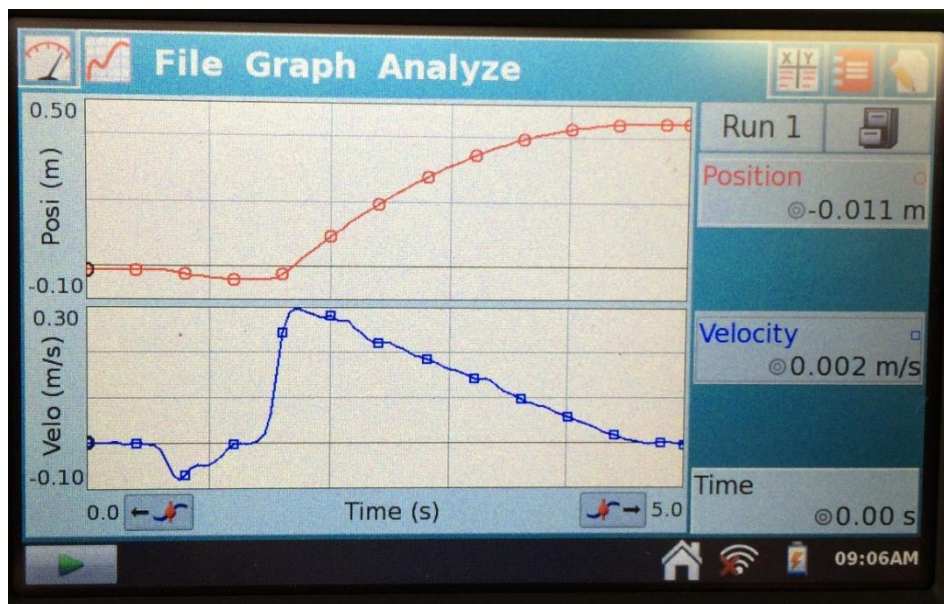 File Graph Analyze
X Y
0.50
Posi (m)
-0.10
Run 1
Position
-0.011 m
0.30
Velo (m/s)
-0.10
Velocity
0.002 m/s
0.0
Time (s)
5.0
Time
0.00 s
09:06AM